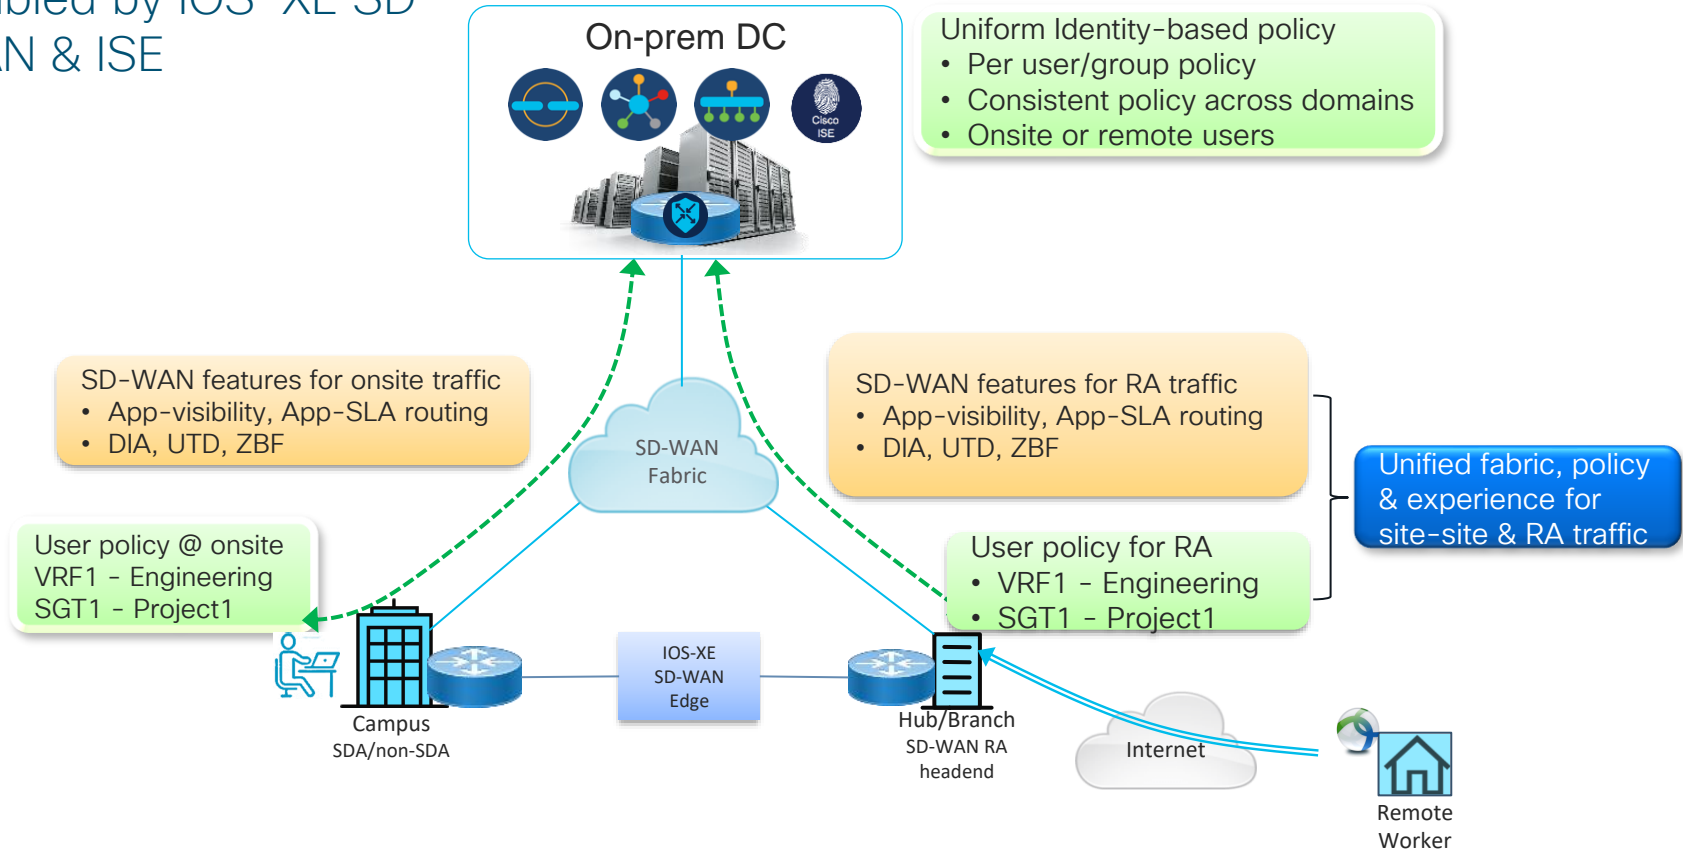 IOS-XE SD
& ISE
On-prem DC
Cisco
ISE
Uniform Identity-based policy
• Per user/group policy
• Consistent policy across domains
• Onsite or remote users
SD-WAN features for onsite traffic
• App-visibility, App-SLA routing
• DIA, UTD, ZBF
SD-WAN features for RA traffic
• App-visibility, App-SLA routing
• DIA, UTD, ZBF
SD-WAN
Fabric
Unified fabric, policy
& experience for
site-site & RA traffic
User policy @ onsite
VRF1 - Engineering
SGT1 - Project1
User policy for RA
• VRF1 - Engineering
• SGT1 - Project1
IOS-XE
SD-WAN
Edge
Campus
SDA/non-SDA
Hub/Branch
SD-WAN RA
headend
Internet
Remote
Worker